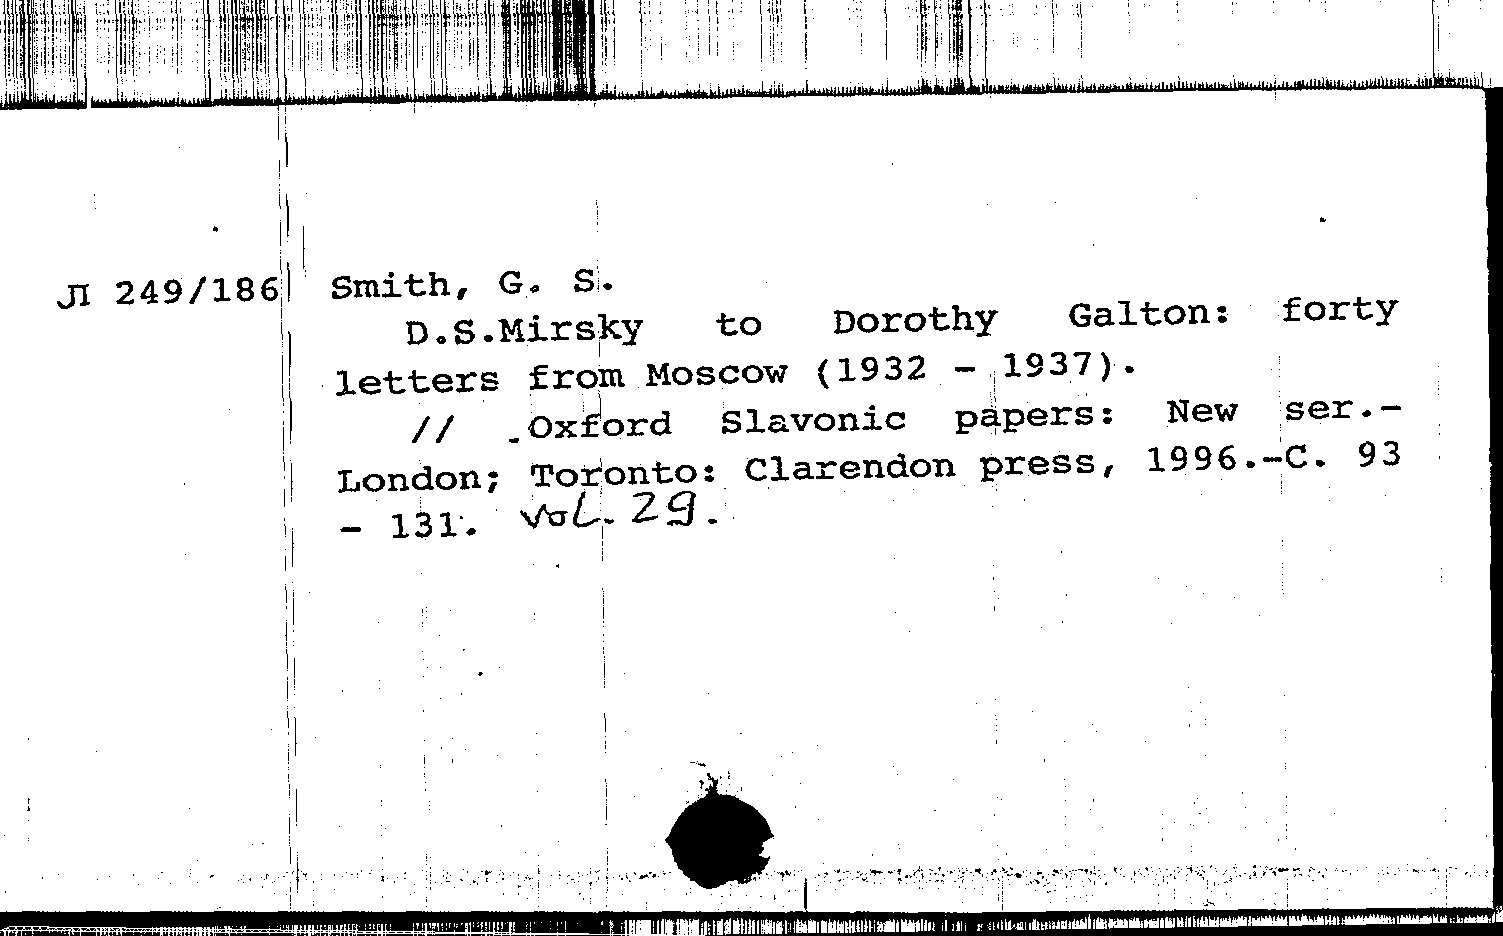 Л 249/186 Smith, G. S.
D.S.Mirsky to Dorothy Galton: forty
letters from Moscow (1932 - 1937).
// Oxford Slavonic papers: New ser.-
London; Toronto: Clarendon press, 1996.-C. 93
- 131. Vol. 29.